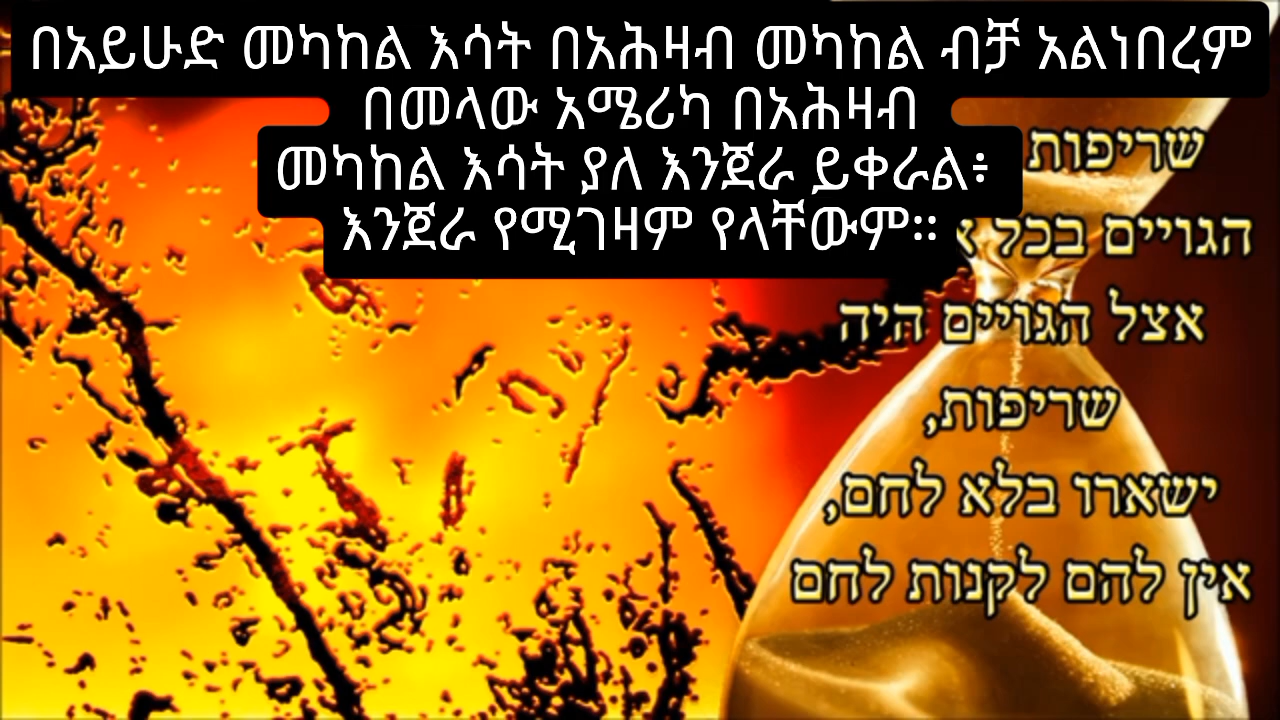 በአይሁድ መካከል እሳት በአሕዛብ መካከል ብቻ አልነበረም
በመላው አሜሪካ በአሕዛብ
መካከል እሳት ያለ እንጀራ ይቀራል፥
እንጀራ የሚገዛም የላቸውም።
שריפות
הגויים בכל
אצל הגויים היה
שריפות,
ישארו בלא לחם,
אין להם לקנות לחם